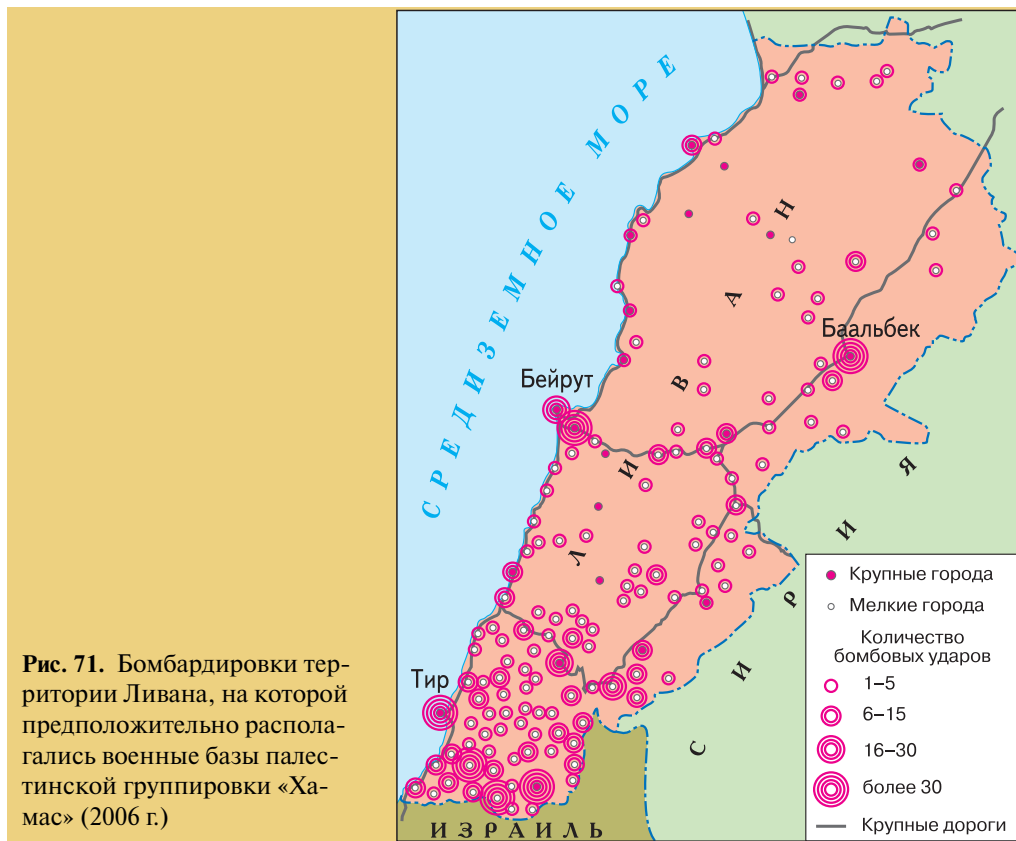 СРЕДИЗЕМНОЕ МОРЕ
ЛИВАН
Баальбек
Бейрут
Тир
СИРИЯ
ИЗРАИЛЬ
Крупные города
Мелкие города
Количество
бомбовых ударов
1–5
6–15
16–30
более 30
Крупные дороги
Рис. 71. Бомбардировки тер-
ритории Ливана, на которой
предположительно распола-
гались военные базы палес-
тинской группировки «Ха-
мас» (2006 г.)